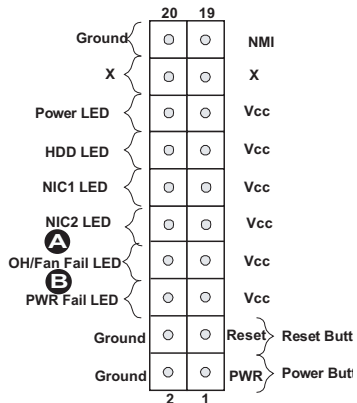 20 19
Ground NMI
X X
Power LED Vcc
HDD LED Vcc
NIC1 LED Vcc
NIC2 LED Vcc
A
OH/Fan Fail LED Vcc
B
PWR Fail LED Vcc
Ground Reset Reset Butt
Ground PWR Power Butt
2 1